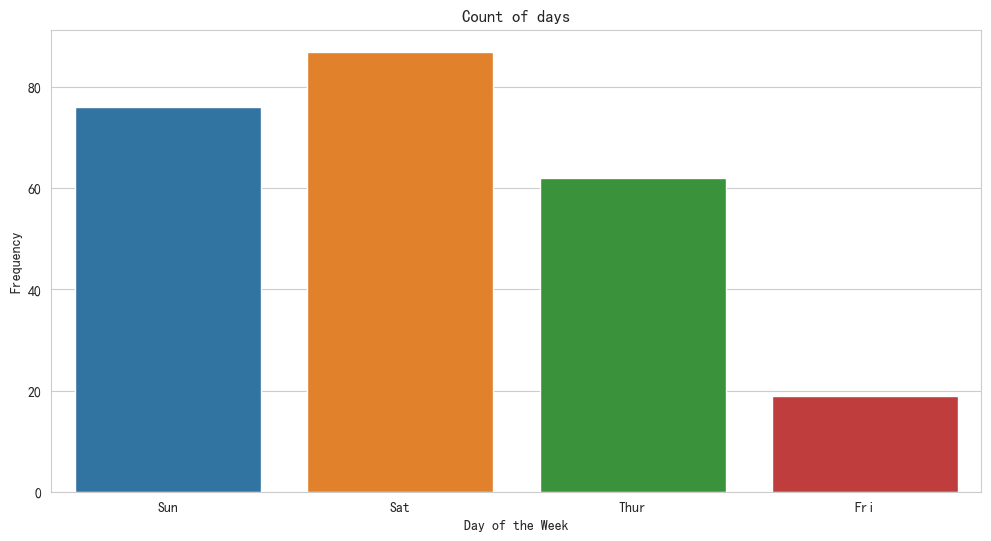 Count of days
Frequency
80
60
40
20
0
Sun Sat Thur Fri
Day of the Week